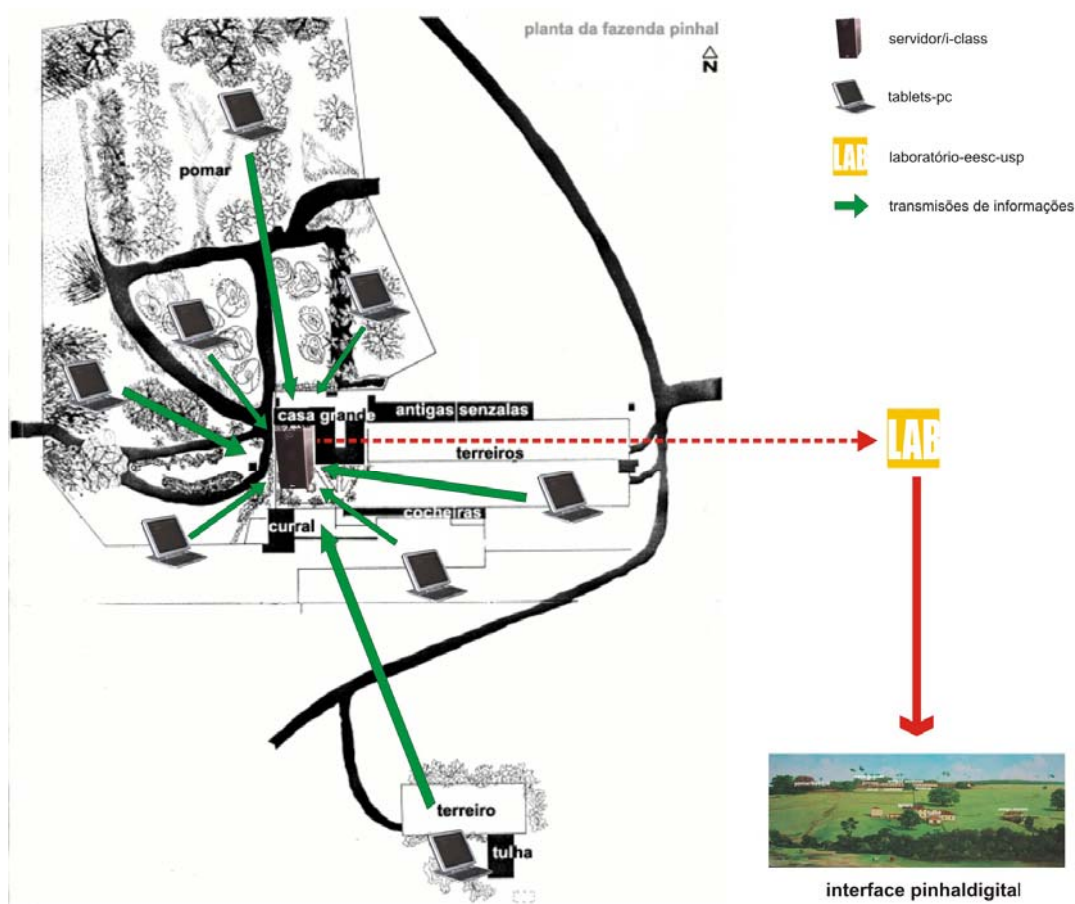 planta da fazenda pinhal
N
servidor/i-class
tablets-pc
LAB
laboratório-eesc-usp
transmisões de informações
pomar
casa grande
antigas senzalas
terreiros
LAB
cocheiras
curral
terreiro
tulha
interface pinhaldigital